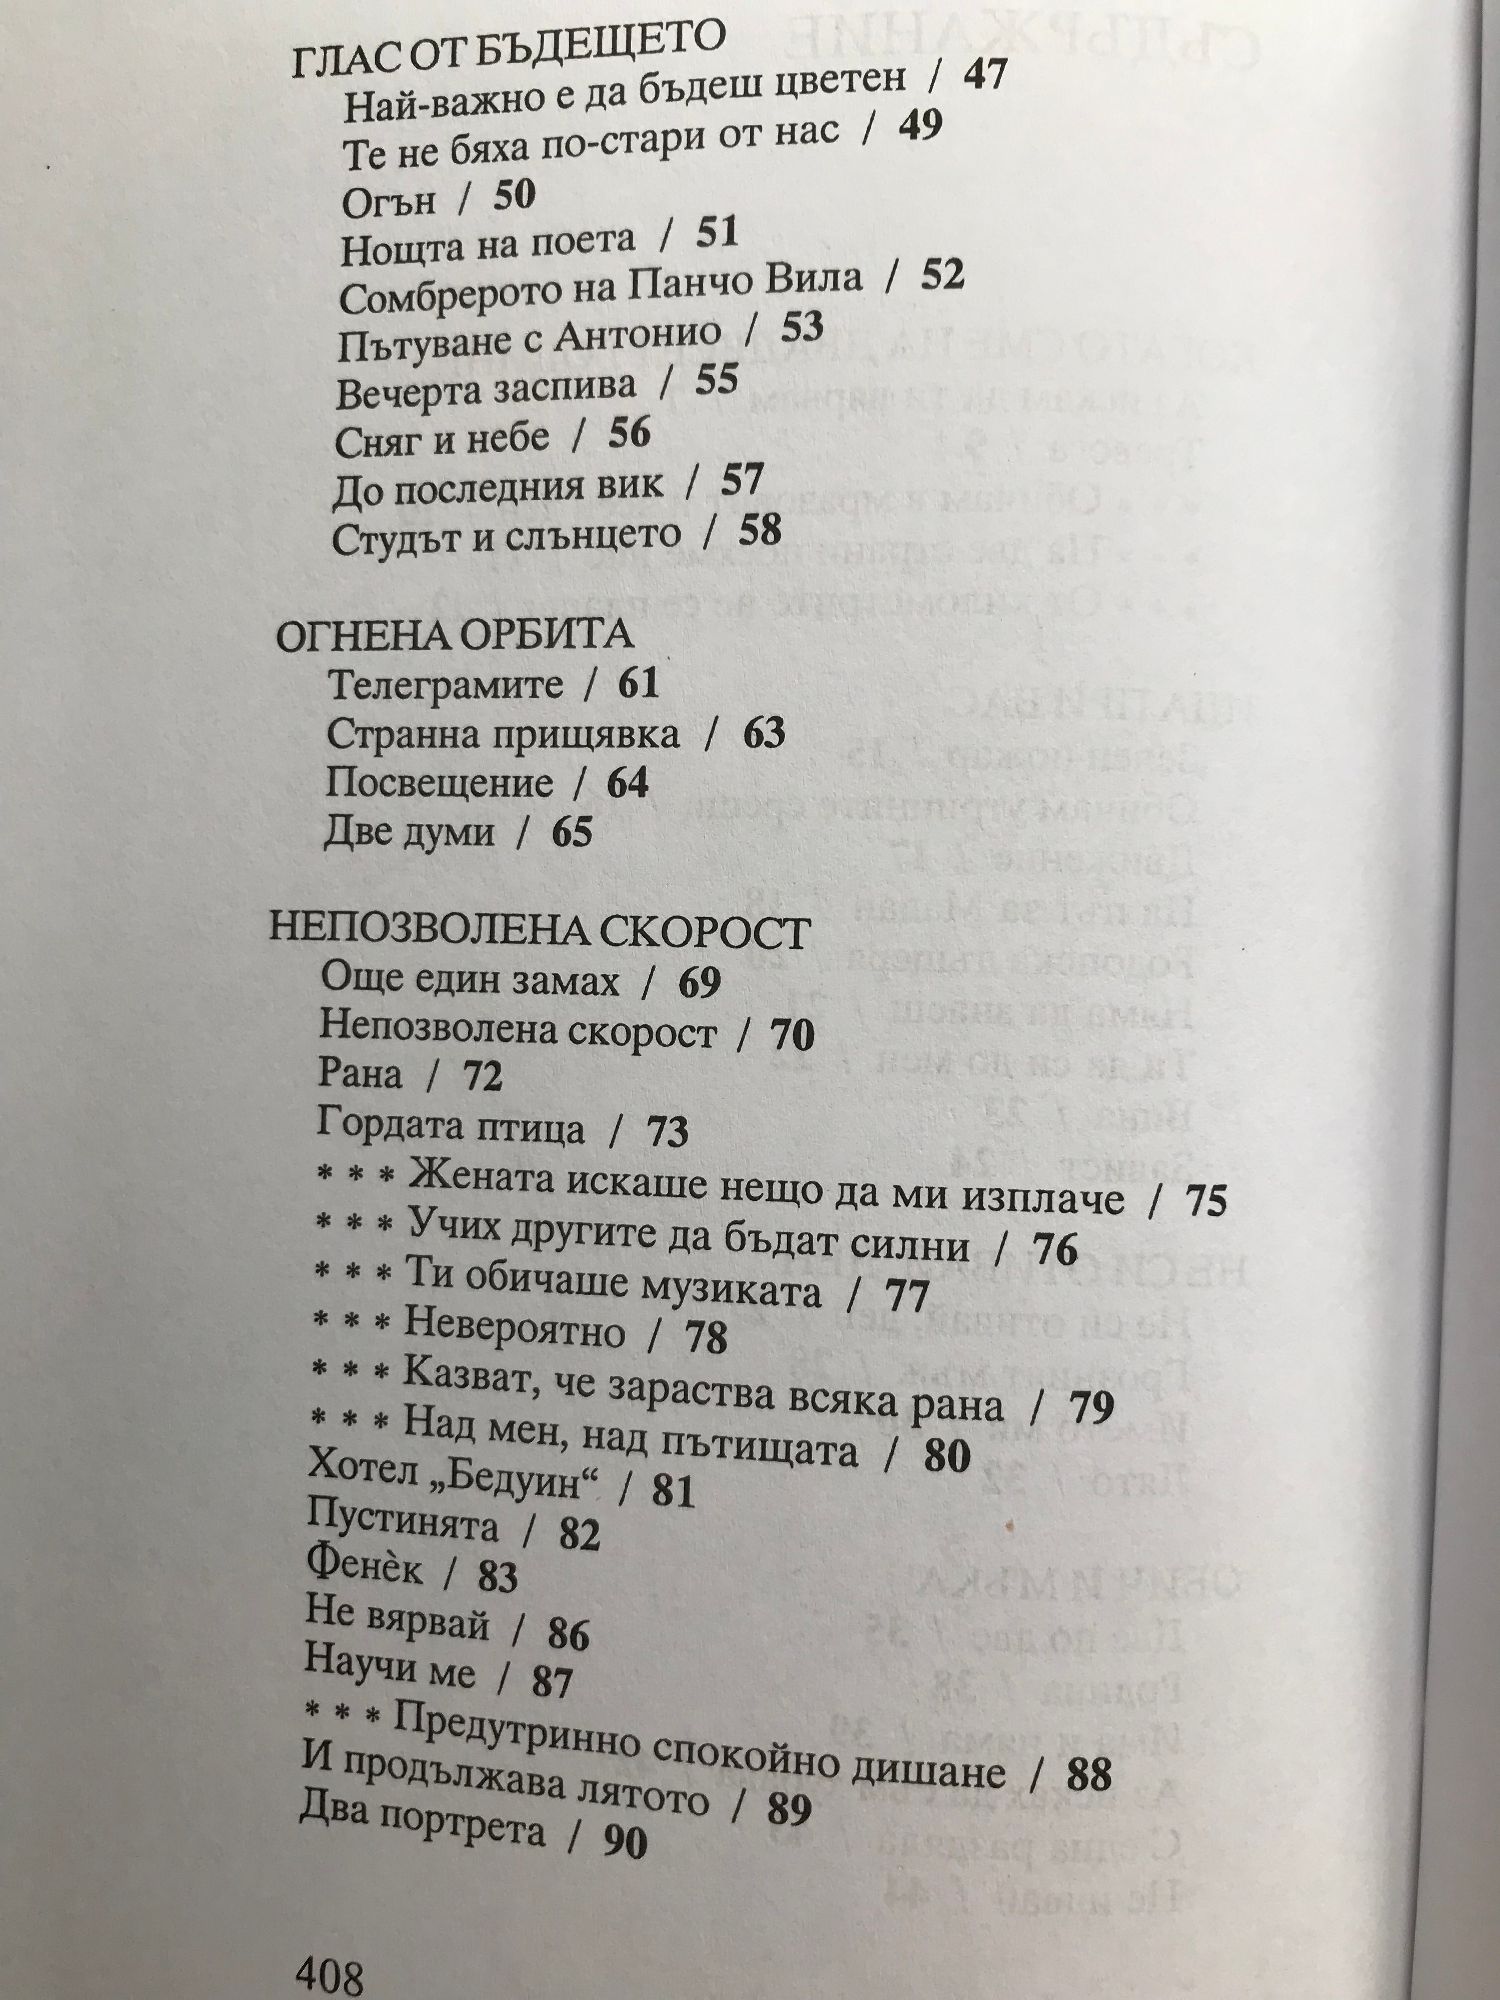 ГЛАС ОТ БЪДЕЩЕТО
Най-важно е да бъдеш цветен / 47
Те не бяха по-стари от нас / 49
Огън / 50
Нощта на поета / 51
Сомбрерото на Панчо Вила / 52
Пътуване с Антонио / 53
Вечерта заспива / 55
Сняг и небе / 56
До последния вик / 57
Студът и слънцето / 58
ОГНЕНА ОРБИТА
Телеграмите / 61
Странна прищявка / 63
Посвещение / 64
Две думи / 65
НЕПОЗВОЛЕНА СКОРОСТ
Още един замах / 69
Непозволена скорост / 70
Рана / 72
Гордата птица / 73
* * * Жената искаше нещо да ми изплаче / 75
* * * Учих другите да бъдат силни / 76
* * * Ти обичаше музиката / 77
* * * Невероятно / 78
* * * Казват, че зараства всяка рана / 79
* * * Над мен, над пътищата / 80
Хотел „Бедуин“ / 81
Пустинята / 82
Фенѐк / 83
Не вярвай / 86
Научи ме / 87
* * * Предутринно спокойно дишане / 88
И продължава лятото / 89
Два портрета / 90
408